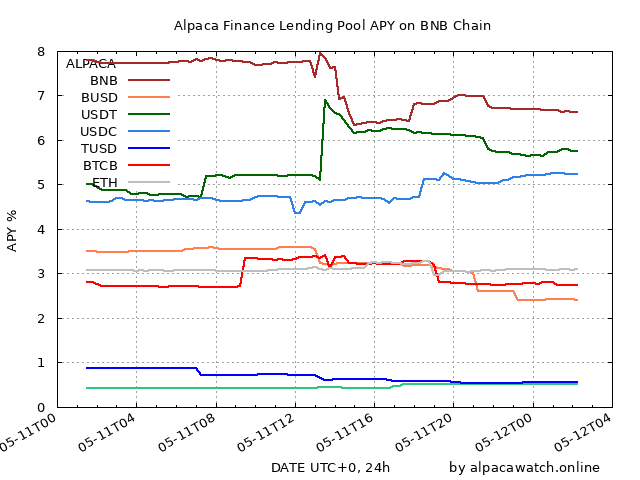 Alpaca Finance Lending Pool APY on BNB Chain
8
7
6
5
4
3
2
1
0
APY %
ALPACA
BNB
BUSD
USDT
USDC
TUSD
BTCB
ETH
05-11T00
05-11T04
05-11T08
05-11T12
05-11T16
05-11T20
05-12T00
05-12T04
DATE UTC+0, 24h
by alpacawatch.online